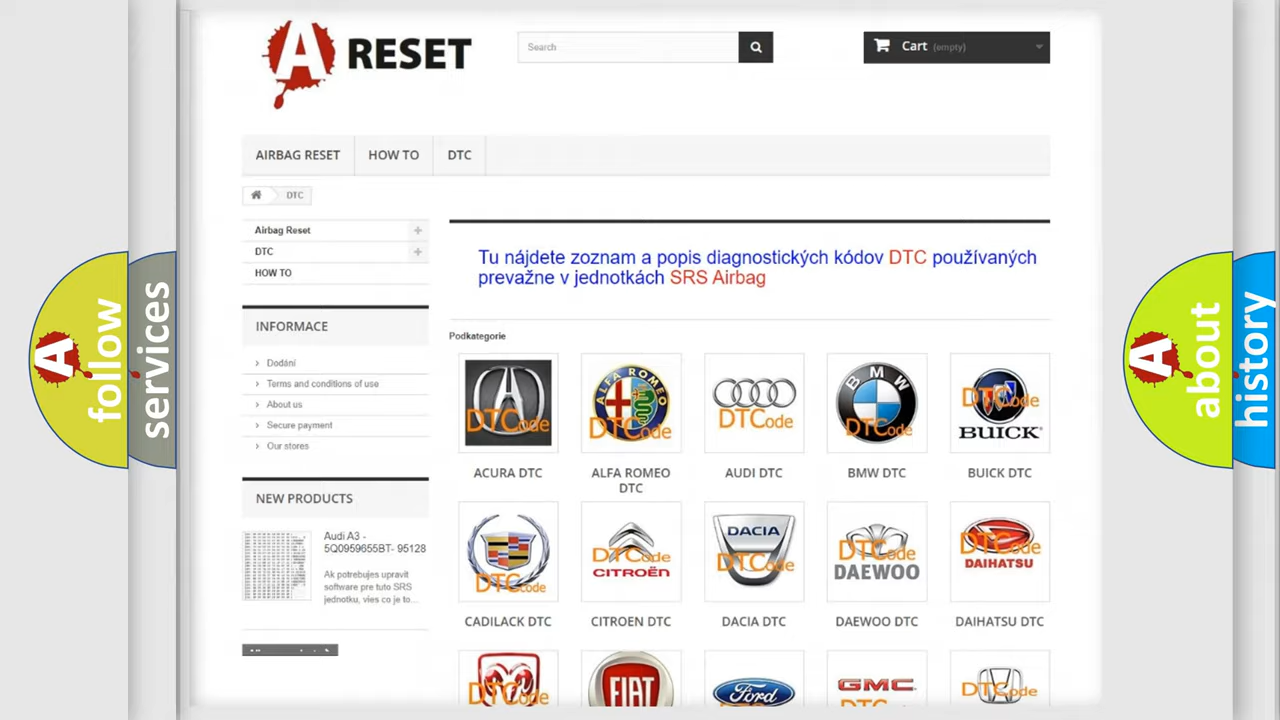 A RESET
Search
Cart (empty)
AIRBAG RESET
HOW TO
DTC
DTC
Airbag Reset
DTC
HOW TO
Tu nájdete zoznam a popis diagnostických kódov DTC používaných
prevažne v jednotkách SRS Airbag
INFORMACE
Dodání
Terms and conditions of use
About us
Secure payment
Our stores
NEW PRODUCTS
Audi A3 -
5Q0959655BT- 95128
Ak potrebujes upravit
software pre tuto SRS
jednotku, vies co je to...
Podkategorie
DTCode
ALFA ROMEO
DTCode
DTCode
BMW
DTCode
DTCode
BUICK
ACURA DTC
ALFA ROMEO
DTC
AUDI DTC
BMW DTC
BUICK DTC
DTCode
DTCode
CITROËN
DACIA
DTCode
DTCode
DAEWOO
DTCode
DAIHATSU
CADILACK DTC
CITROEN DTC
DACIA DTC
DAEWOO DTC
DAIHATSU DTC
DTCode
FIAT
Ford
GMC
DTCode
A follow
services
A about
history